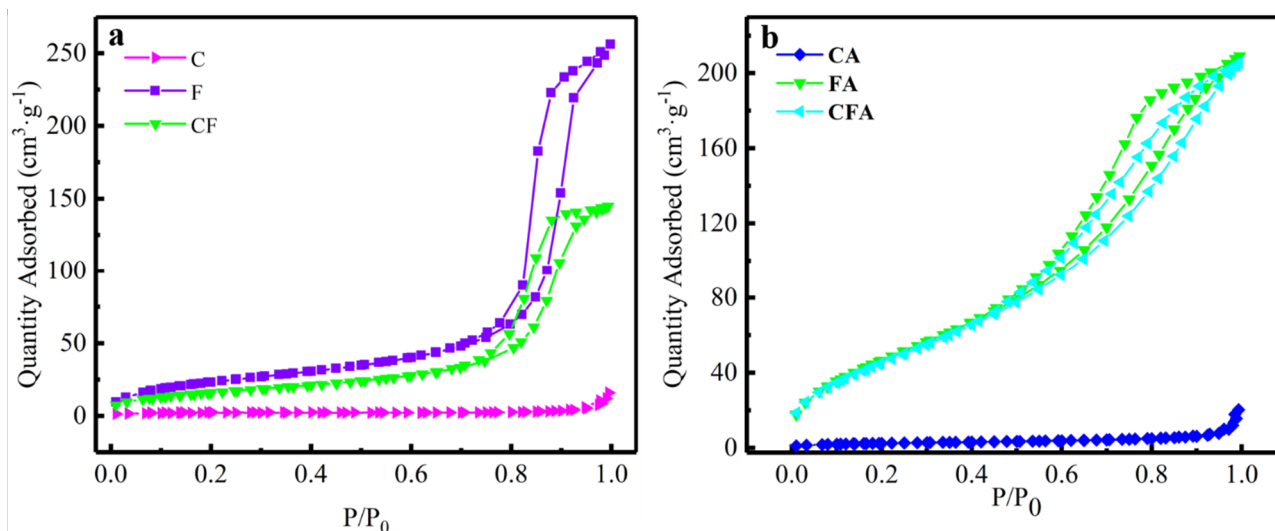 a
C
F
CF
Quantity Adsorbed (cm³·g⁻¹)
250
200
150
100
50
0
0.0 0.2 0.4 0.6 0.8 1.0
P/P₀
b
CA
FA
CFA
Quantity Adsorbed (cm³·g⁻¹)
200
160
120
80
40
0
0.0 0.2 0.4 0.6 0.8 1.0
P/P₀